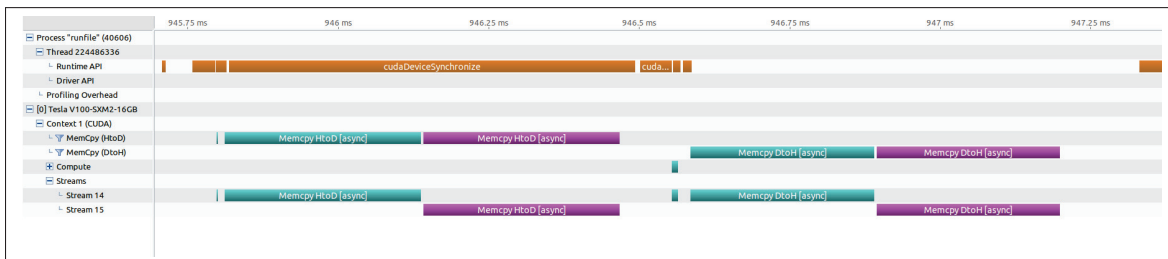 945.75 ms 946 ms 946.25 ms 946.5 ms 946.75 ms 947 ms 947.25 ms
Process "runfile" (40606)
Thread 224486336
Runtime API cudaDeviceSynchronize cuda...
Driver API
Profiling Overhead
[0] Tesla V100-SXM2-16GB
Context 1 (CUDA)
MemCpy (HtoD) Memcpy HtoD [async] Memcpy HtoD [async]
MemCpy (DtoH) Memcpy DtoH [async] Memcpy DtoH [async]
Compute
Streams
Stream 14 Memcpy HtoD [async] Memcpy DtoH [async]
Stream 15 Memcpy HtoD [async] Memcpy DtoH [async]